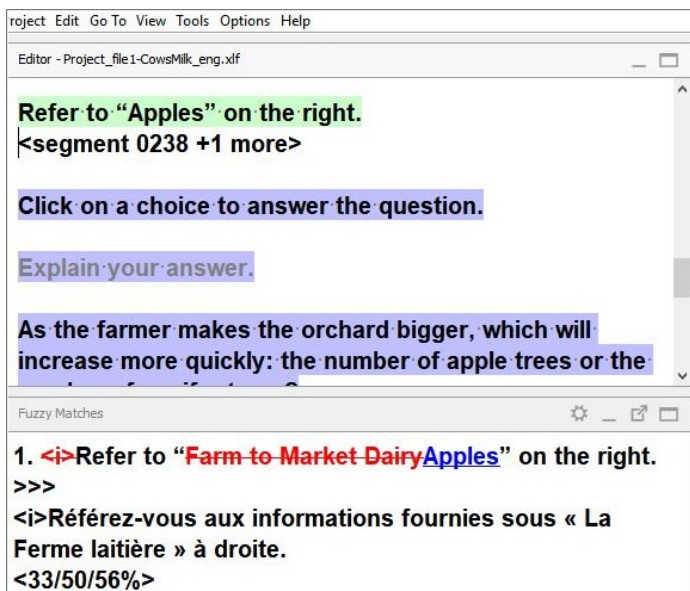 roject Edit Go To View Tools Options Help
Editor - Project_file1-CowsMilk_eng.xlf
Refer to “Apples” on the right.
<segment 0238 +1 more>
Click on a choice to answer the question.
Explain your answer.
As the farmer makes the orchard bigger, which will
increase more quickly: the number of apple trees or the
Fuzzy Matches
1. <i>Refer to “Farm to Market DairyApples” on the right.
>>>
<i>Référez-vous aux informations fournies sous « La
Ferme laitière » à droite.
<33/50/56%>